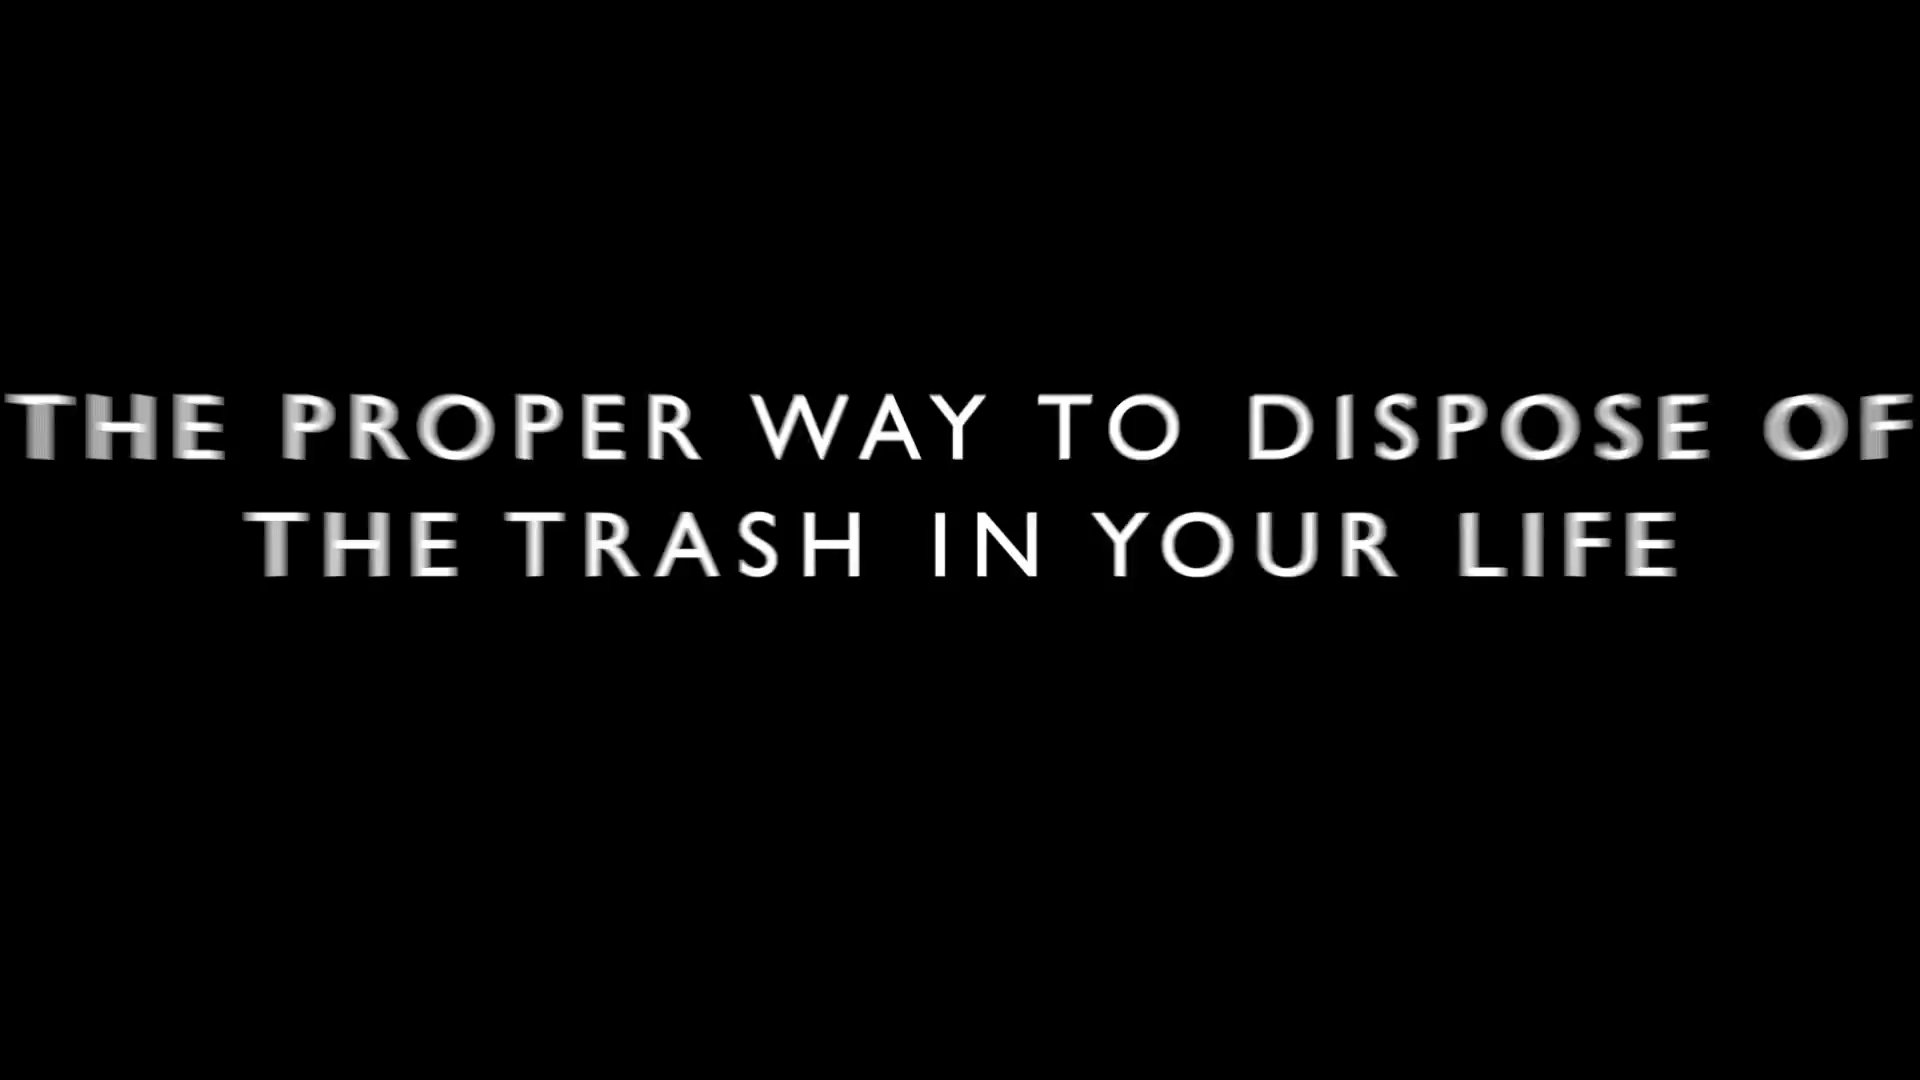 THE PROPER WAY TO DISPOSE OF
THE TRASH IN YOUR LIFE